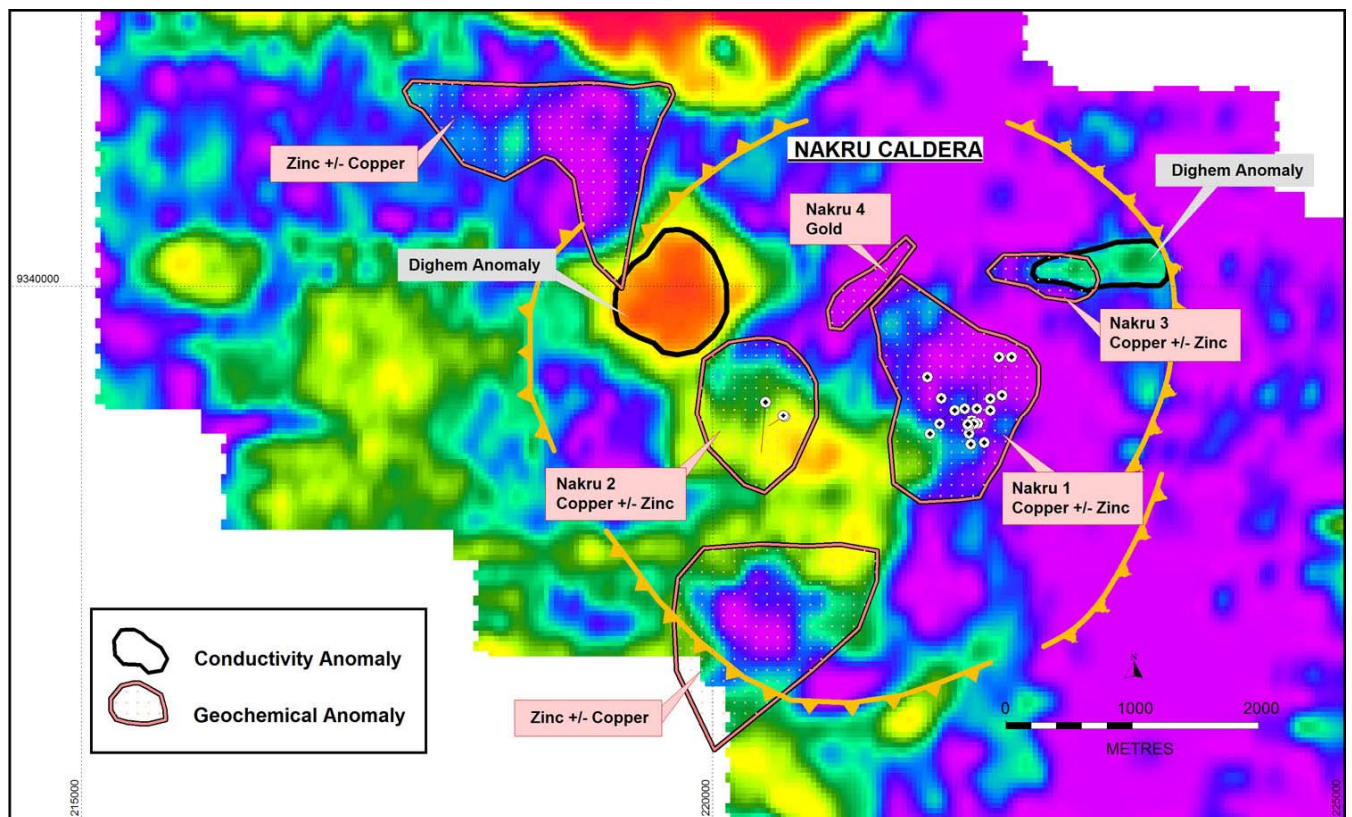 NAKRU CALDERA
Zinc +/- Copper
Dighem Anomaly
Nakru 4
Gold
Dighem Anomaly
9340000
Nakru 3
Copper +/- Zinc
Nakru 2
Copper +/- Zinc
Nakru 1
Copper +/- Zinc
Conductivity Anomaly
Geochemical Anomaly
Zinc +/- Copper
N
0
1000
2000
METRES
215000
220000
225000